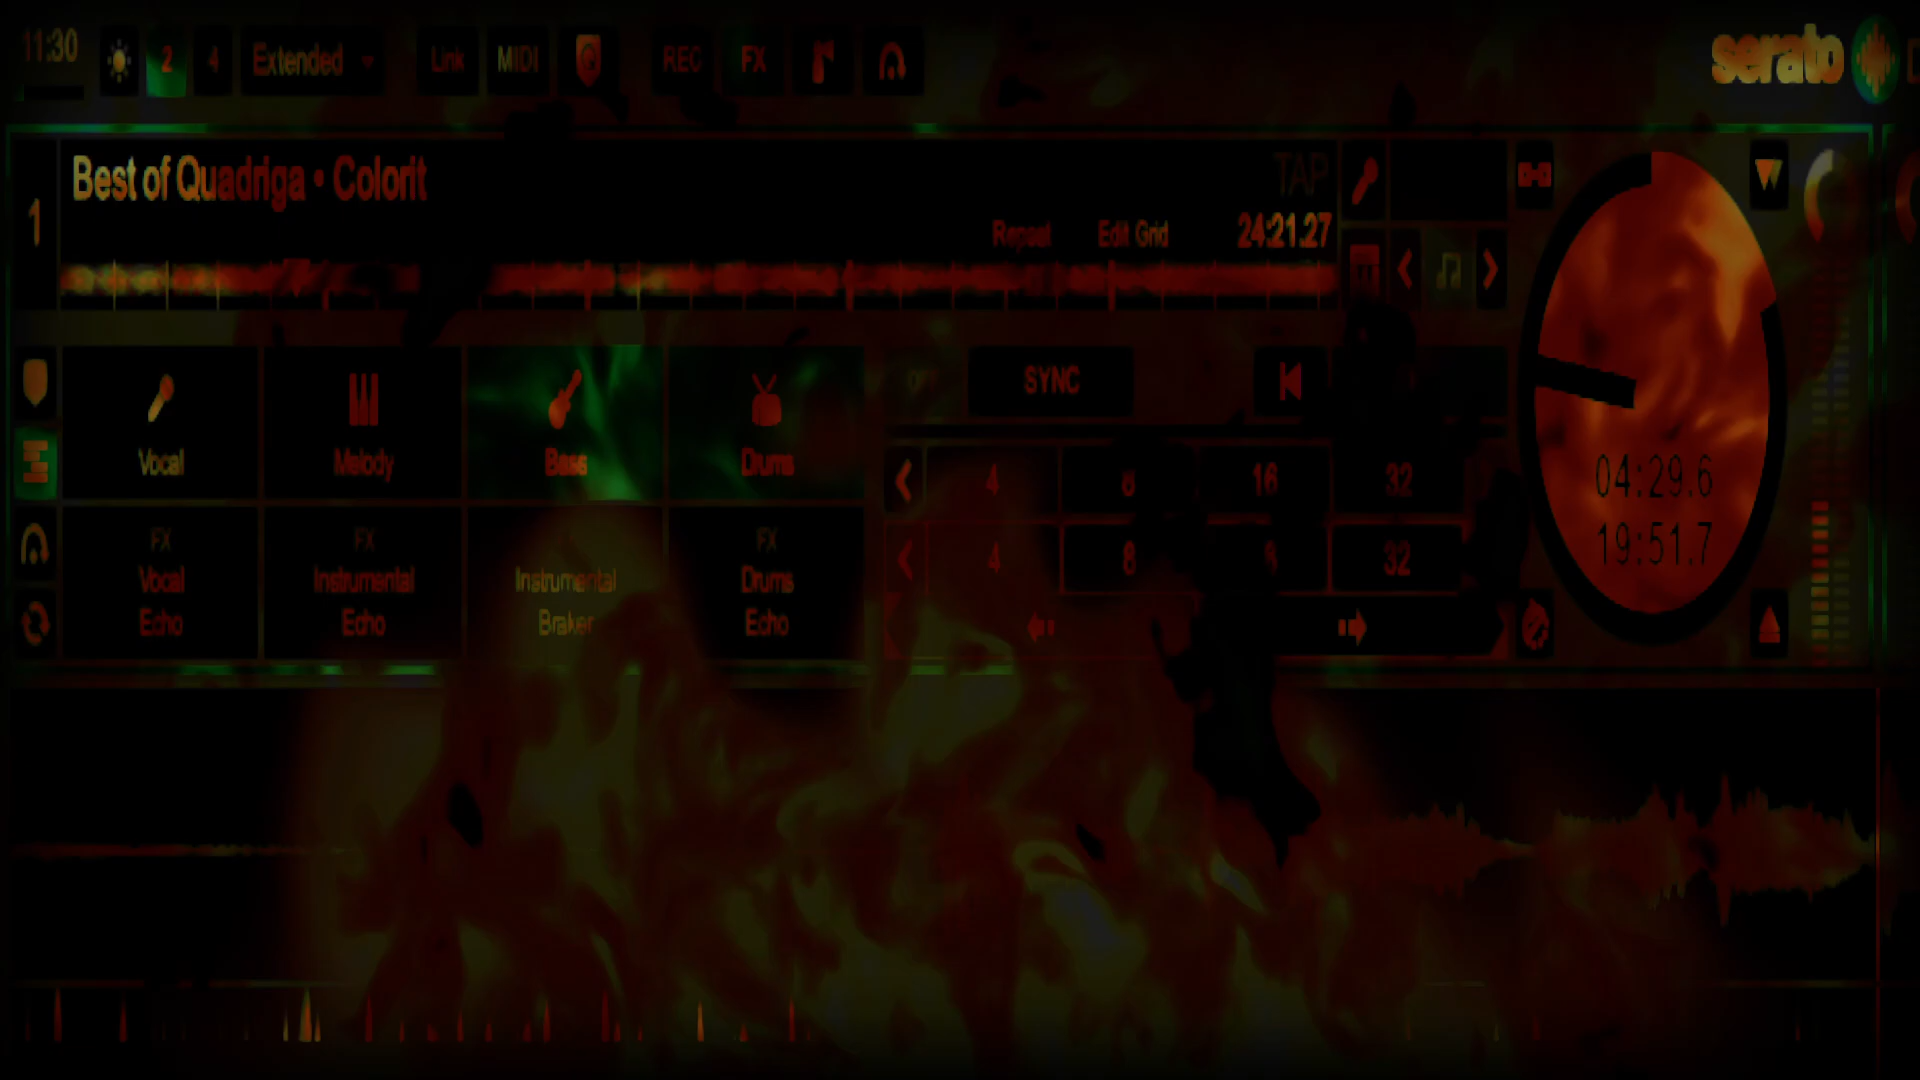 11:30
2
4
Extended
Link
MIDI
REC
FX
serato
1
Best of Quadriga • Colorit
TAP
Repeat
Edit Grid
24:21.27
Vocal
Melody
Bass
Drums
SYNC
4
8
16
32
4
8
32
04:29.6
19:51.7
FX
Vocal
Echo
FX
Instrumental
Echo
Instrumental
Braker
FX
Drums
Echo